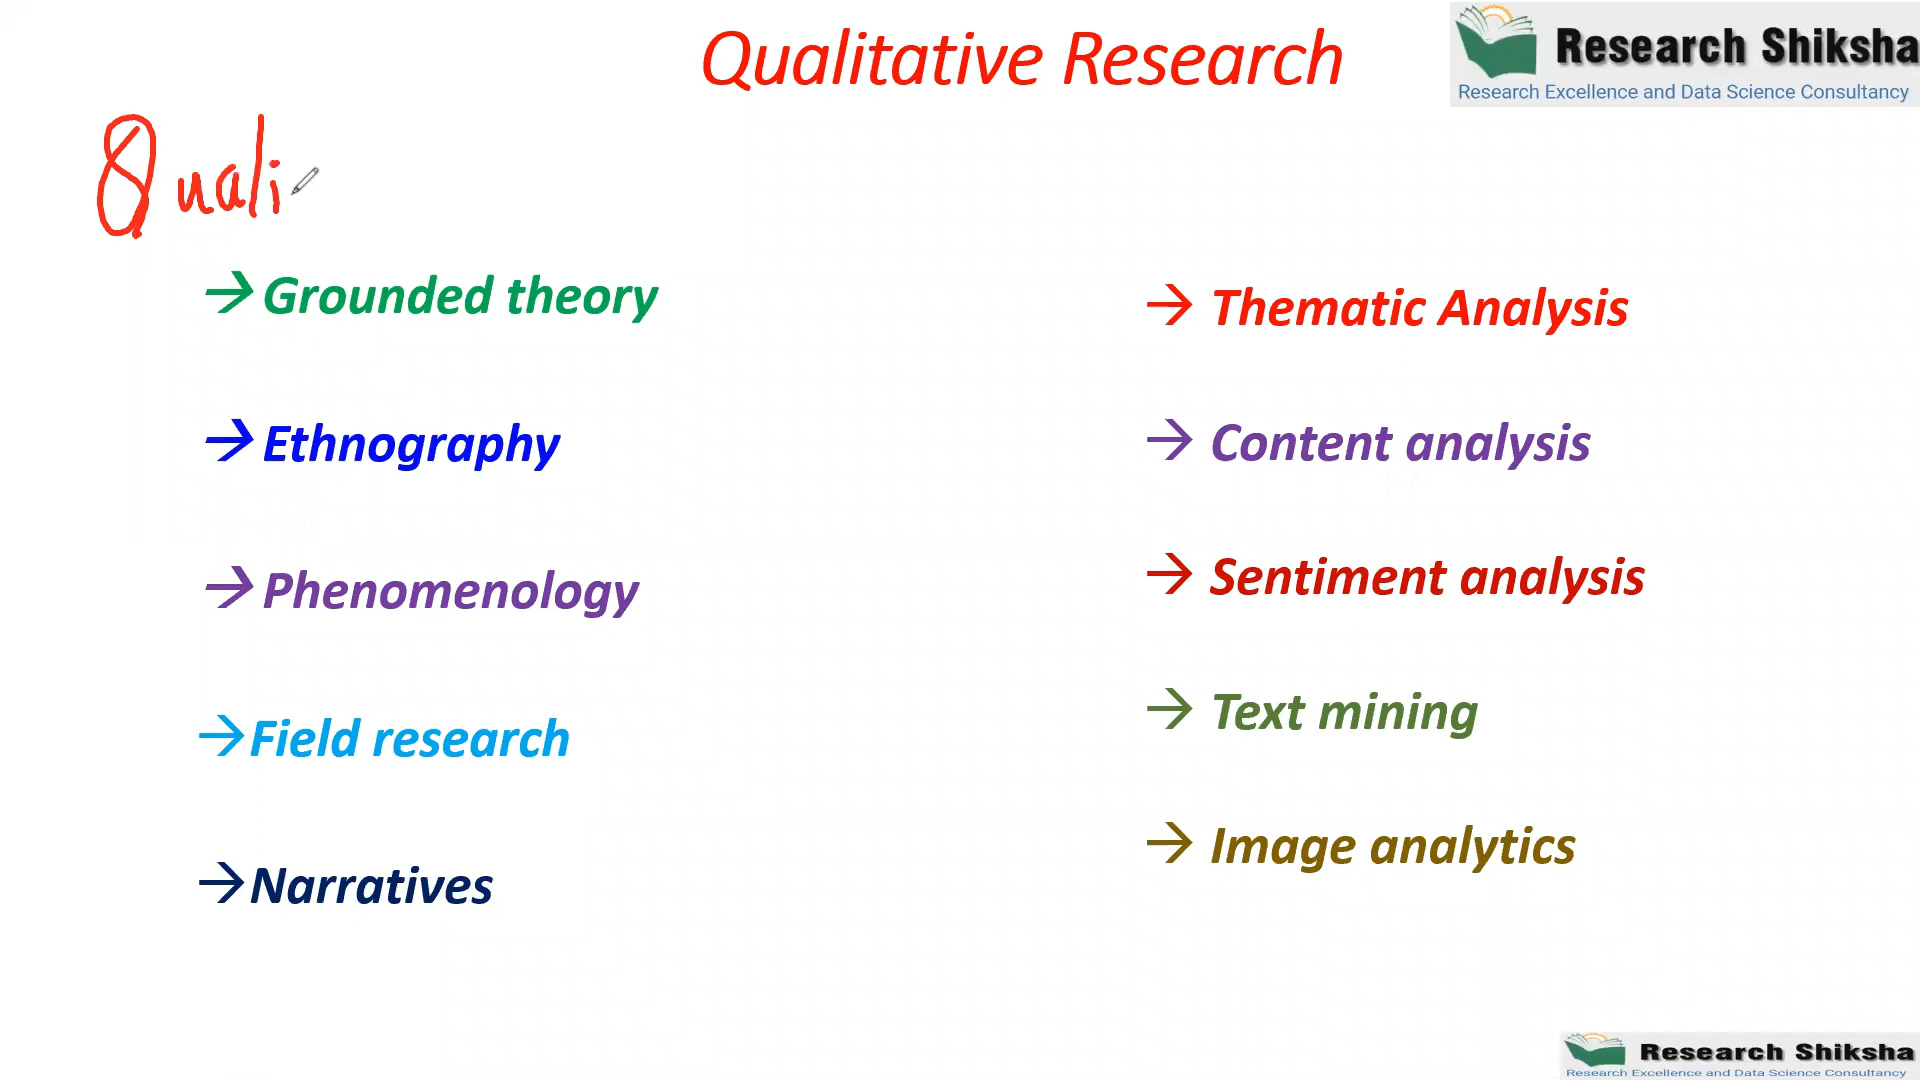 Qualitative Research
Research Shiksha
Research Excellence and Data Science Consultancy
Quali
→ Grounded theory
→ Ethnography
→ Phenomenology
→ Field research
→ Narratives
→ Thematic Analysis
→ Content analysis
→ Sentiment analysis
→ Text mining
→ Image analytics
Research Shiksha
Research Excellence and Data Science Consultancy